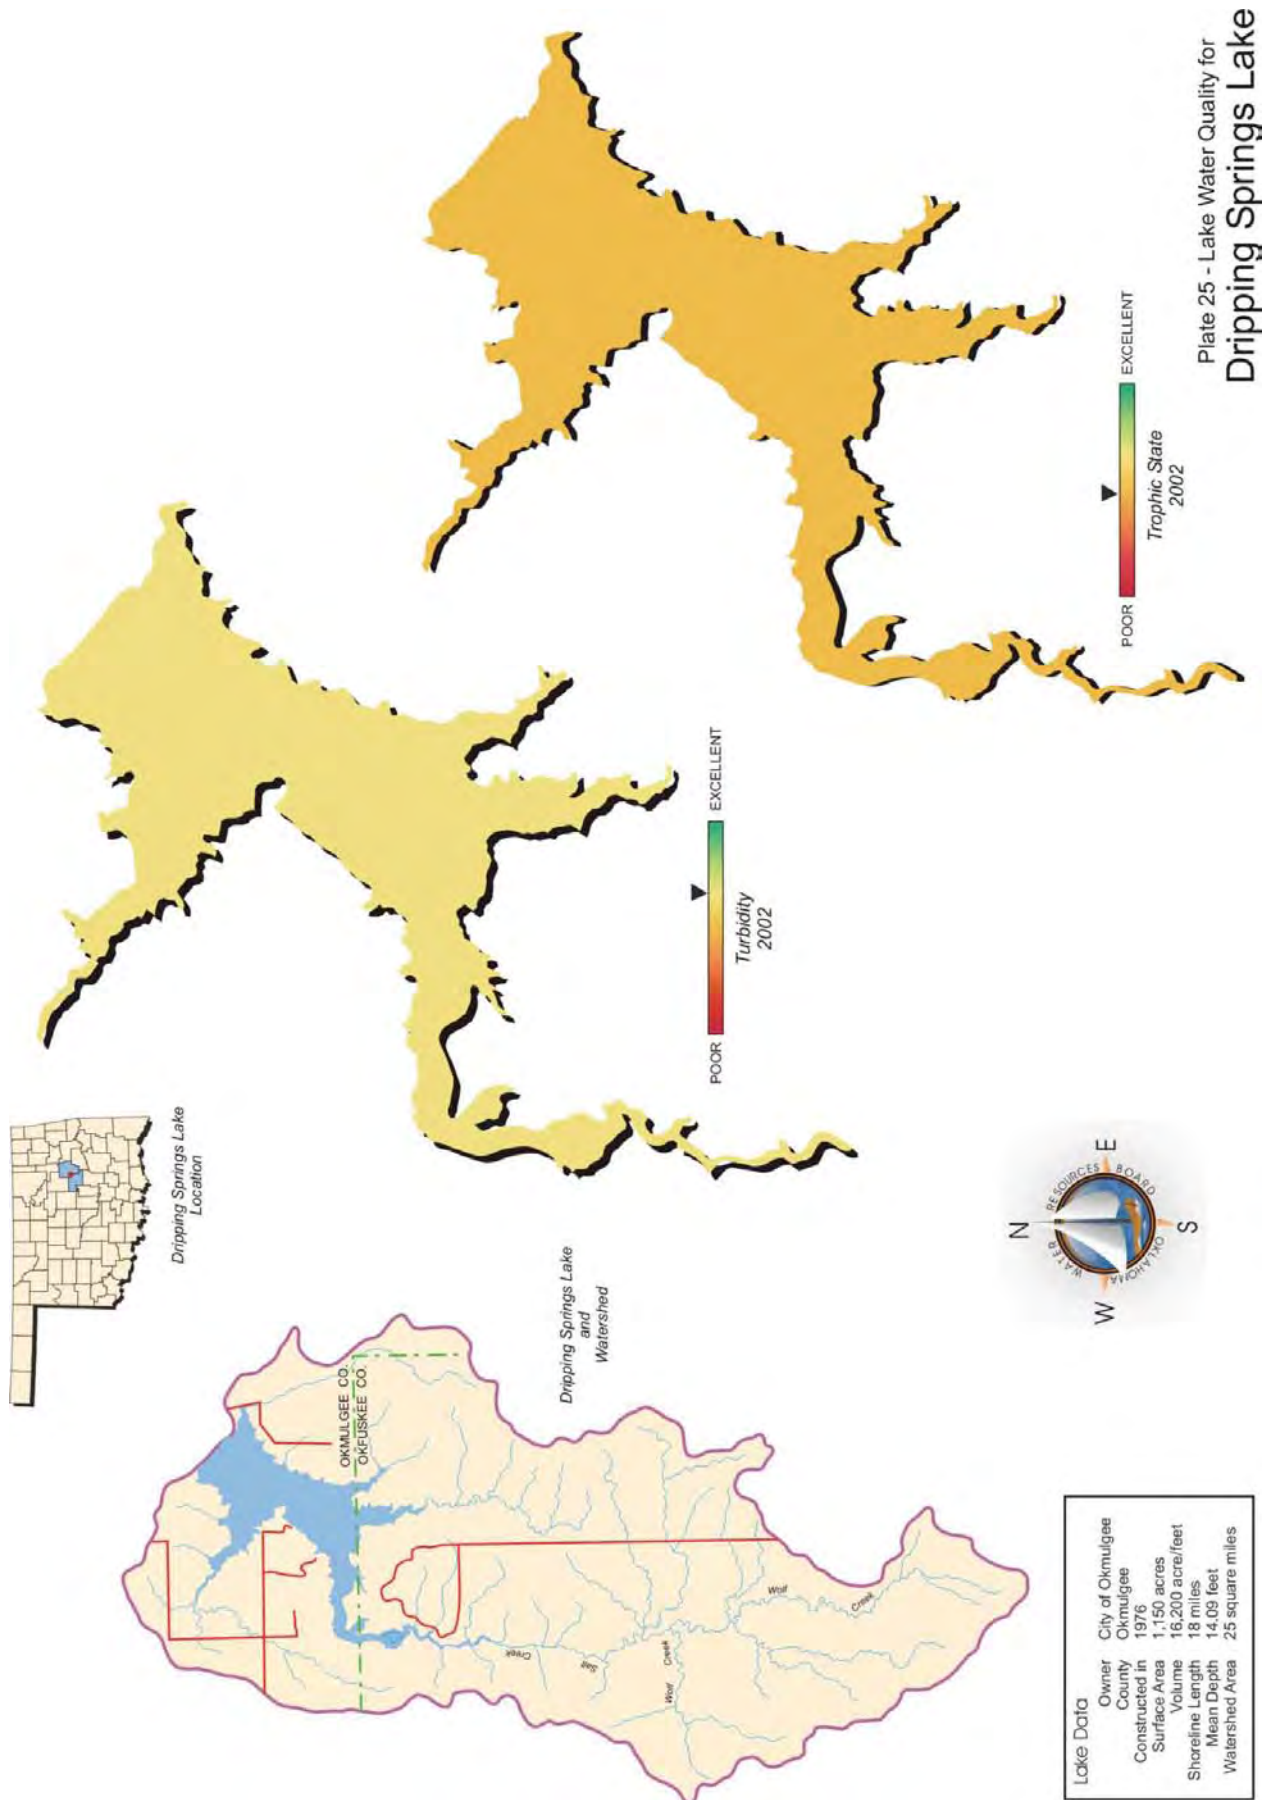 Plate 25 - Lake Water Quality for
Dripping Springs Lake
Dripping Springs Lake
Location
Dripping Springs Lake
and
Watershed
OKMULGEE CO.
OKFUSKEE CO.
Salt Creek
Wolf Creek
Wolf Creek
POOR EXCELLENT
Turbidity
2002
POOR EXCELLENT
Trophic State
2002
N
W E
S
OKLAHOMA WATER RESOURCES BOARD
Lake Data
Owner City of Okmulgee
County Okmulgee
Constructed in 1976
Surface Area 1,150 acres
Volume 16,200 acre/feet
Shoreline Length 18 miles
Mean Depth 14.09 feet
Watershed Area 25 square miles